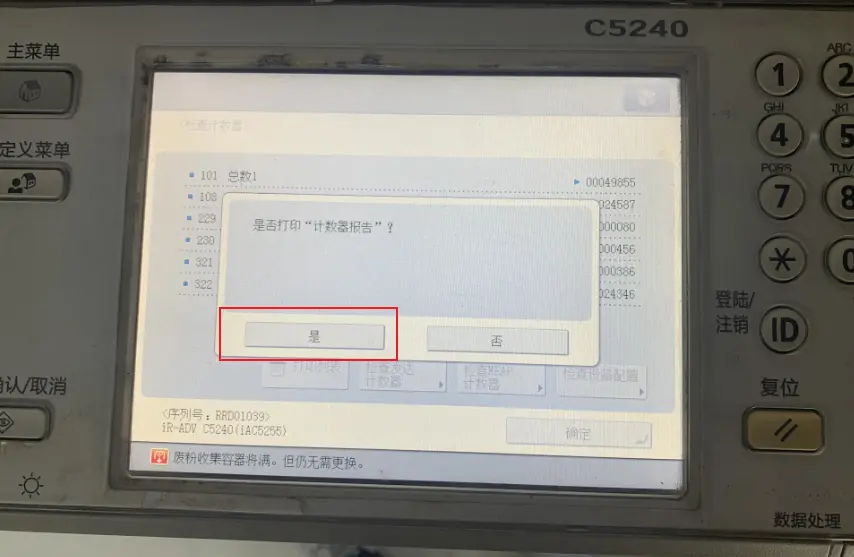 C5240
主菜单
定义菜单
确认/取消
检查计数器
101 总数1 00049855
108 024587
229 000080
230 000456
321 000386
322 024346
是否打印“计数器报告”？
是
否
打印列表
检查发送
计数器
检查MEAP
计数器
检查设备配置
<序列号: RRD01039>
iR-ADV C5240(iAC5255)
确定
废粉收集容器将满。但仍无需更换。
ABC
1
2
GHI
JKl
4
5
PQRS
TUV
7
8
*
0
登陆/
注销
ID
复位
数据处理